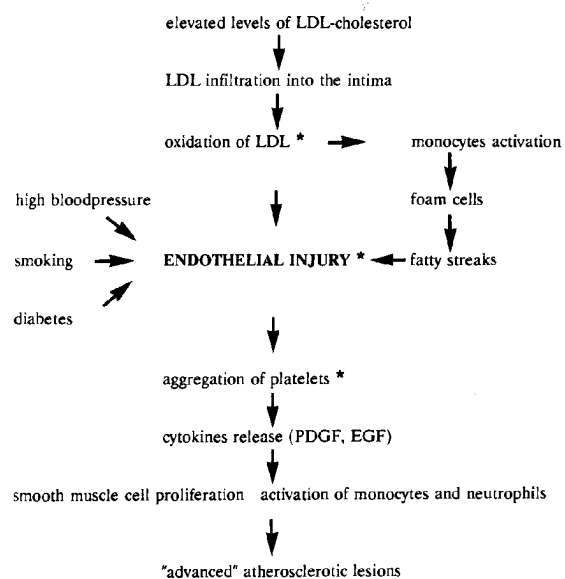 elevated levels of LDL-cholesterol
LDL infiltration into the intima
oxidation of LDL * monocytes activation
high bloodpressure foam cells
smoking ENDOTHELIAL INJURY * fatty streaks
diabetes
aggregation of platelets *
cytokines release (PDGF, EGF)
smooth muscle cell proliferation activation of monocytes and neutrophils
"advanced" atherosclerotic lesions